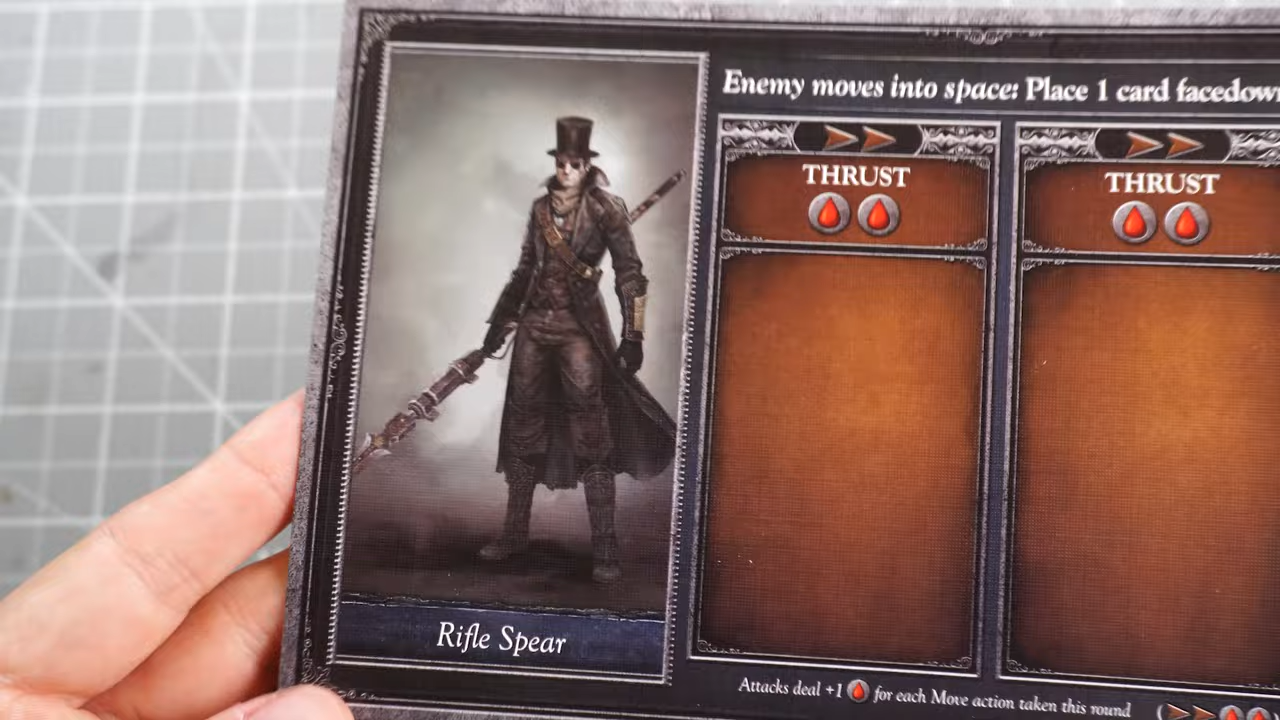 Enemy moves into space: Place 1 card facedown
THRUST
THRUST
Rifle Spear
Attacks deal +1 for each Move action taken this round